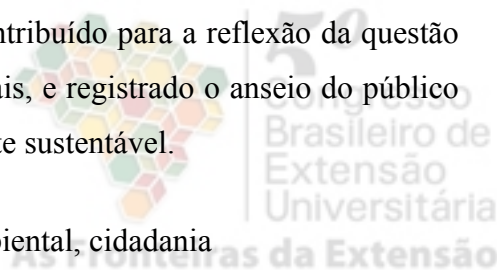 ntribuído para a reflexão da questão
5º
ais, e registrado o anseio do público
Brasileiro de
te sustentável.
Extensão
Universitária
biental, cidadania
As Fronteiras da Extensão